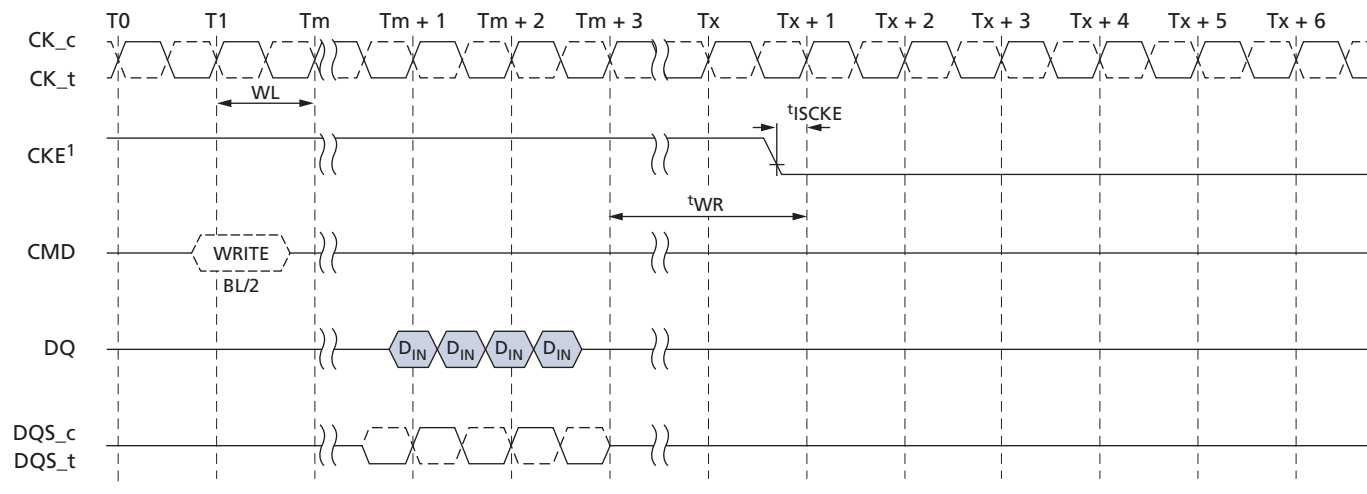 T0 T1 Tm Tm + 1 Tm + 2 Tm + 3 Tx Tx + 1 Tx + 2 Tx + 3 Tx + 4 Tx + 5 Tx + 6
CK_c
CK_t
WL
tISCKE
CKE1
tWR
CMD WRITE
BL/2
DQ DIN DIN DIN DIN
DQS_c
DQS_t